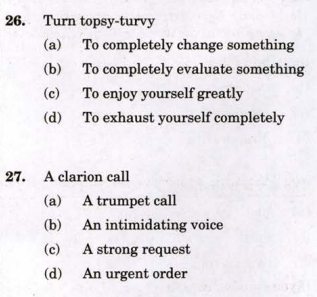 26. Turn topsy-turvy
(a) To completely change something
(b) To completely evaluate something
(c) To enjoy yourself greatly
(d) To exhaust yourself completely
27. A clarion call
(a) A trumpet call
(b) An intimidating voice
(c) A strong request
(d) An urgent order